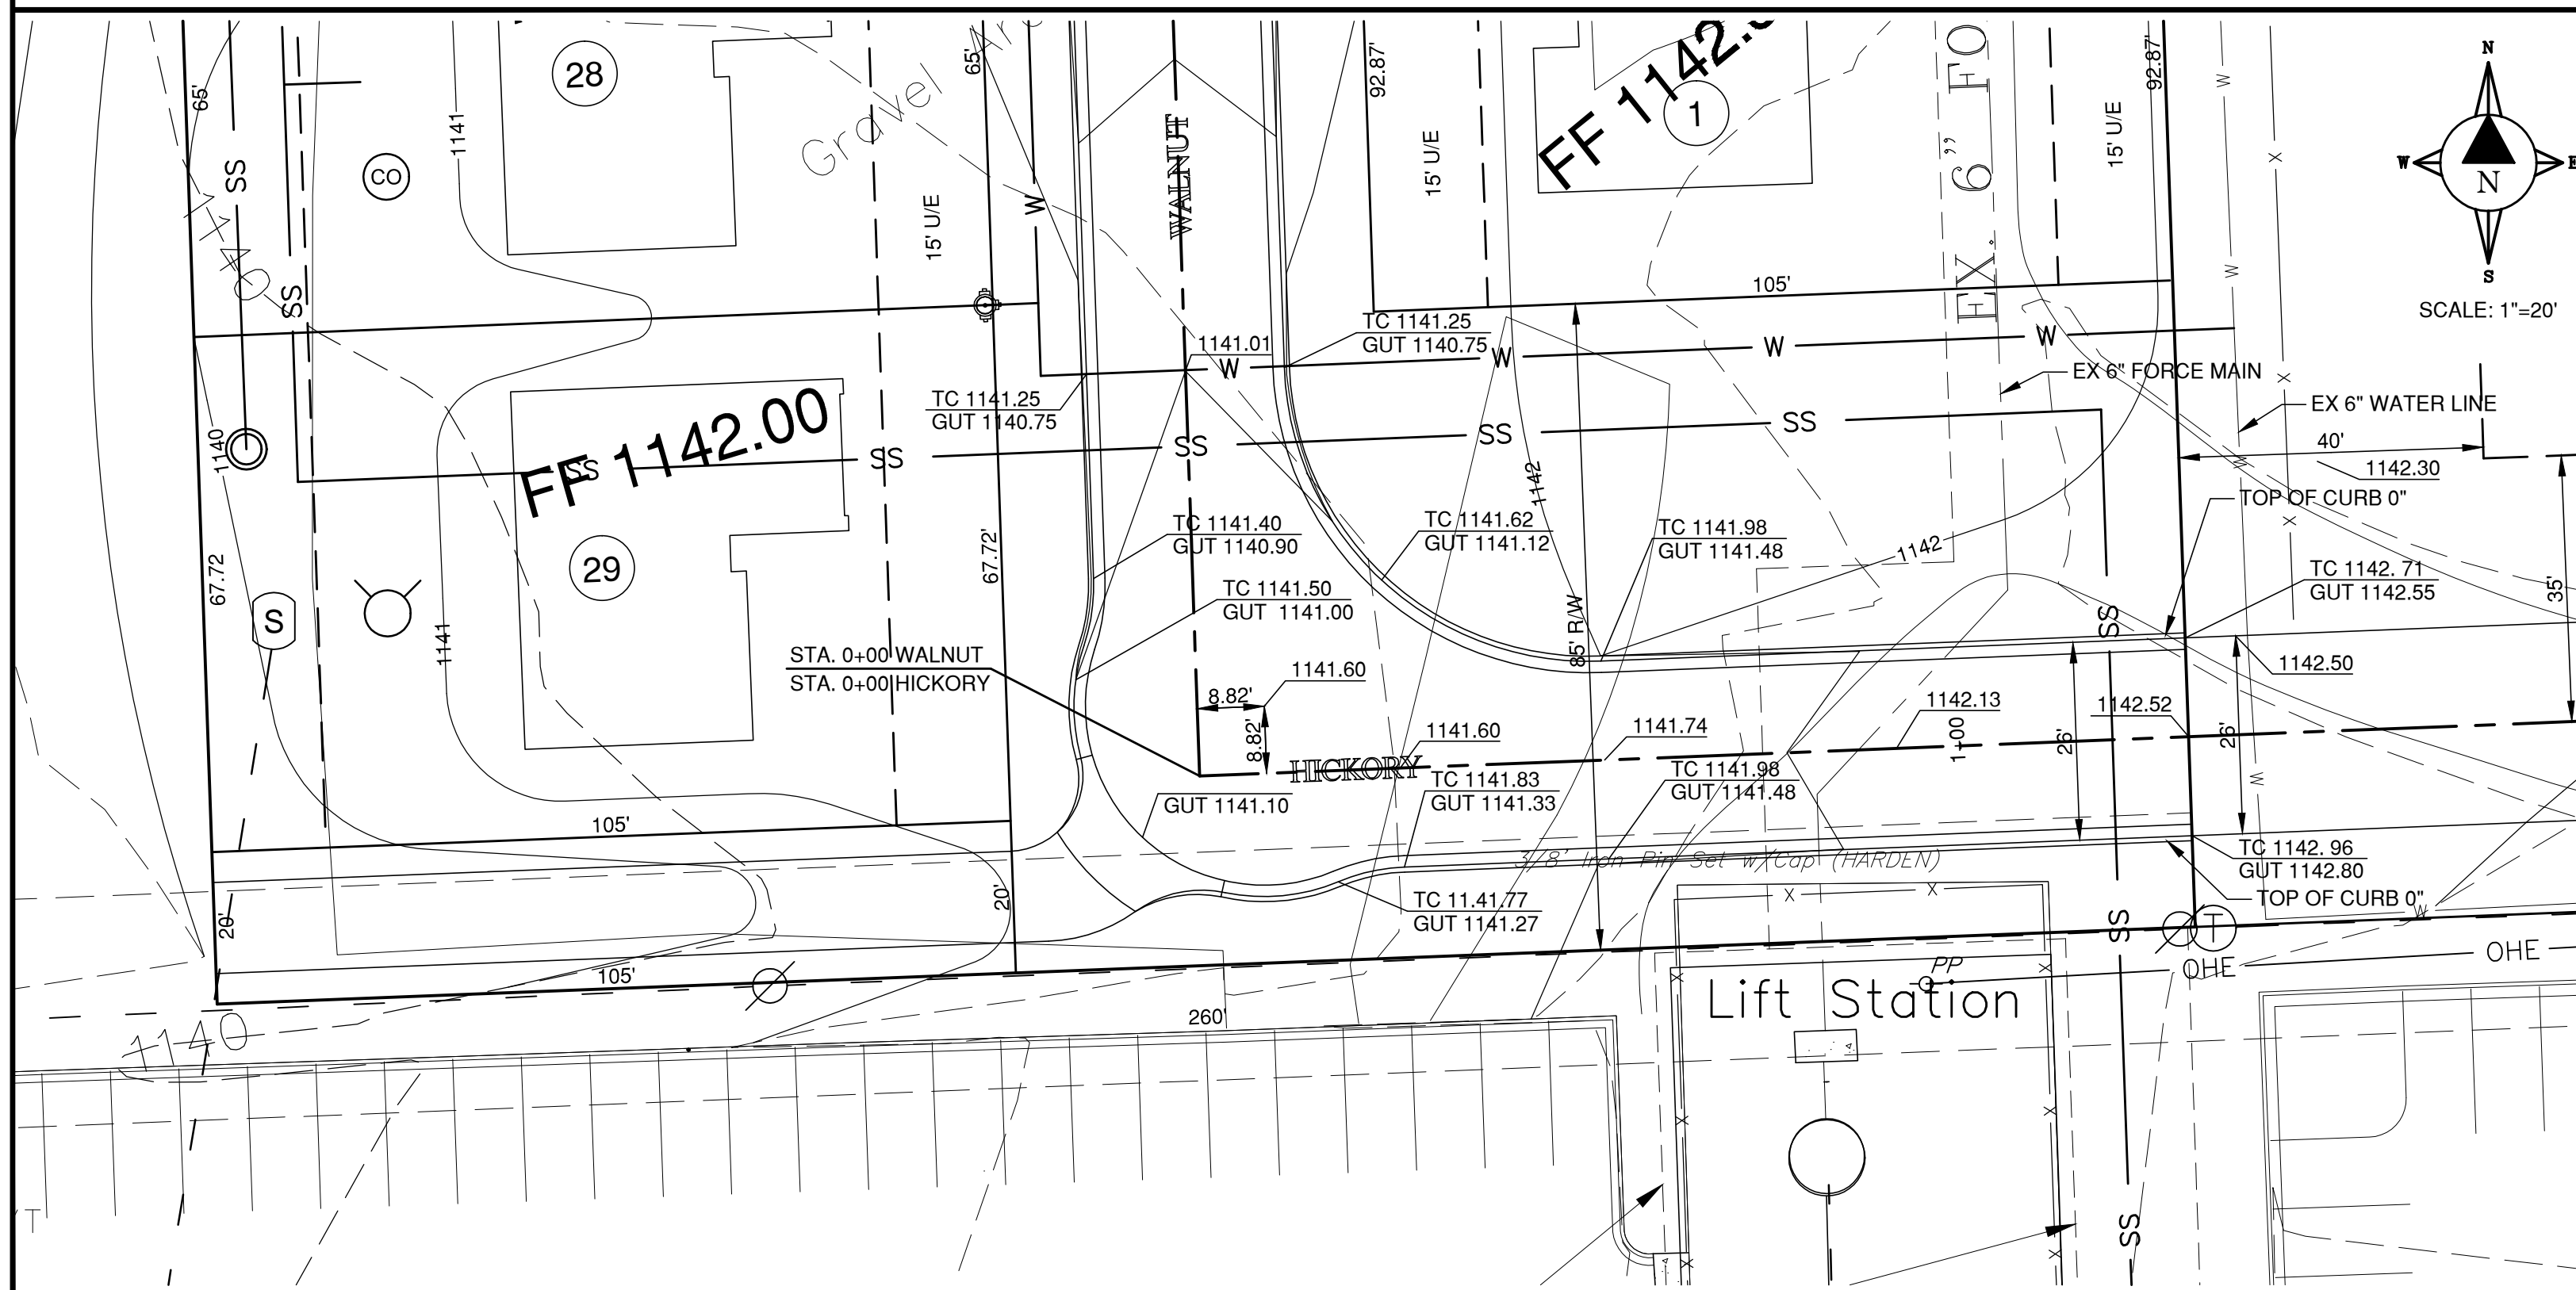 65'
SS
28
1141
CO
Gravel
65'
W
15' U/E
WALNUT
92.87'
15' U/E
FF 1142.
1
EX. 6" FO
15' U/E
92.87'
W
X
N
W
N
E
S
SCALE: 1"=20'
1140
SS
105'
1141.01
TC 1141.25
GUT 1140.75
W
W
W
W
EX 6" FORCE MAIN
EX 6" WATER LINE
TC 1141.25
GUT 1140.75
FF 1142.00
SS
SS
SS
SS
SS
1140
40'
1142.30
TOP OF CURB 0"
1142
TC 1141.40
GUT 1140.90
TC 1141.62
GUT 1141.12
TC 1141.98
GUT 1141.48
1142
67.72
67.72'
29
S
1141
TC 1141.50
GUT 1141.00
85' R/W
SS
TC 1142. 71
GUT 1142.55
35'
STA. 0+00 WALNUT
STA. 0+00 HICKORY
1141.60
1142.50
8.82'
8.82'
1141.60
1141.74
1142.13
1+00
1142.52
26'
26'
HICKORY
TC 1141.83
GUT 1141.33
TC 1141.98
GUT 1141.48
GUT 1141.10
105'
3/8' Iron Pin Set w/Cap (HARDEN)
TC 1142. 96
GUT 1142.80
TOP OF CURB 0"
TC 11.41.77
GUT 1141.27
20'
20'
SS
T
W
105'
PP
OHE
OHE
Lift Station
260'
1140
SS
T